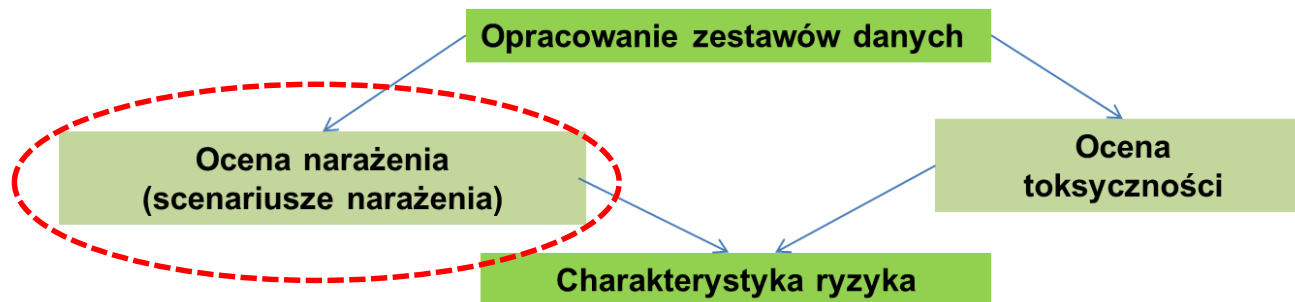 Opracowanie zestawów danych
Ocena narażenia
(scenariusze narażenia)
Ocena
toksyczności
Charakterystyka ryzyka